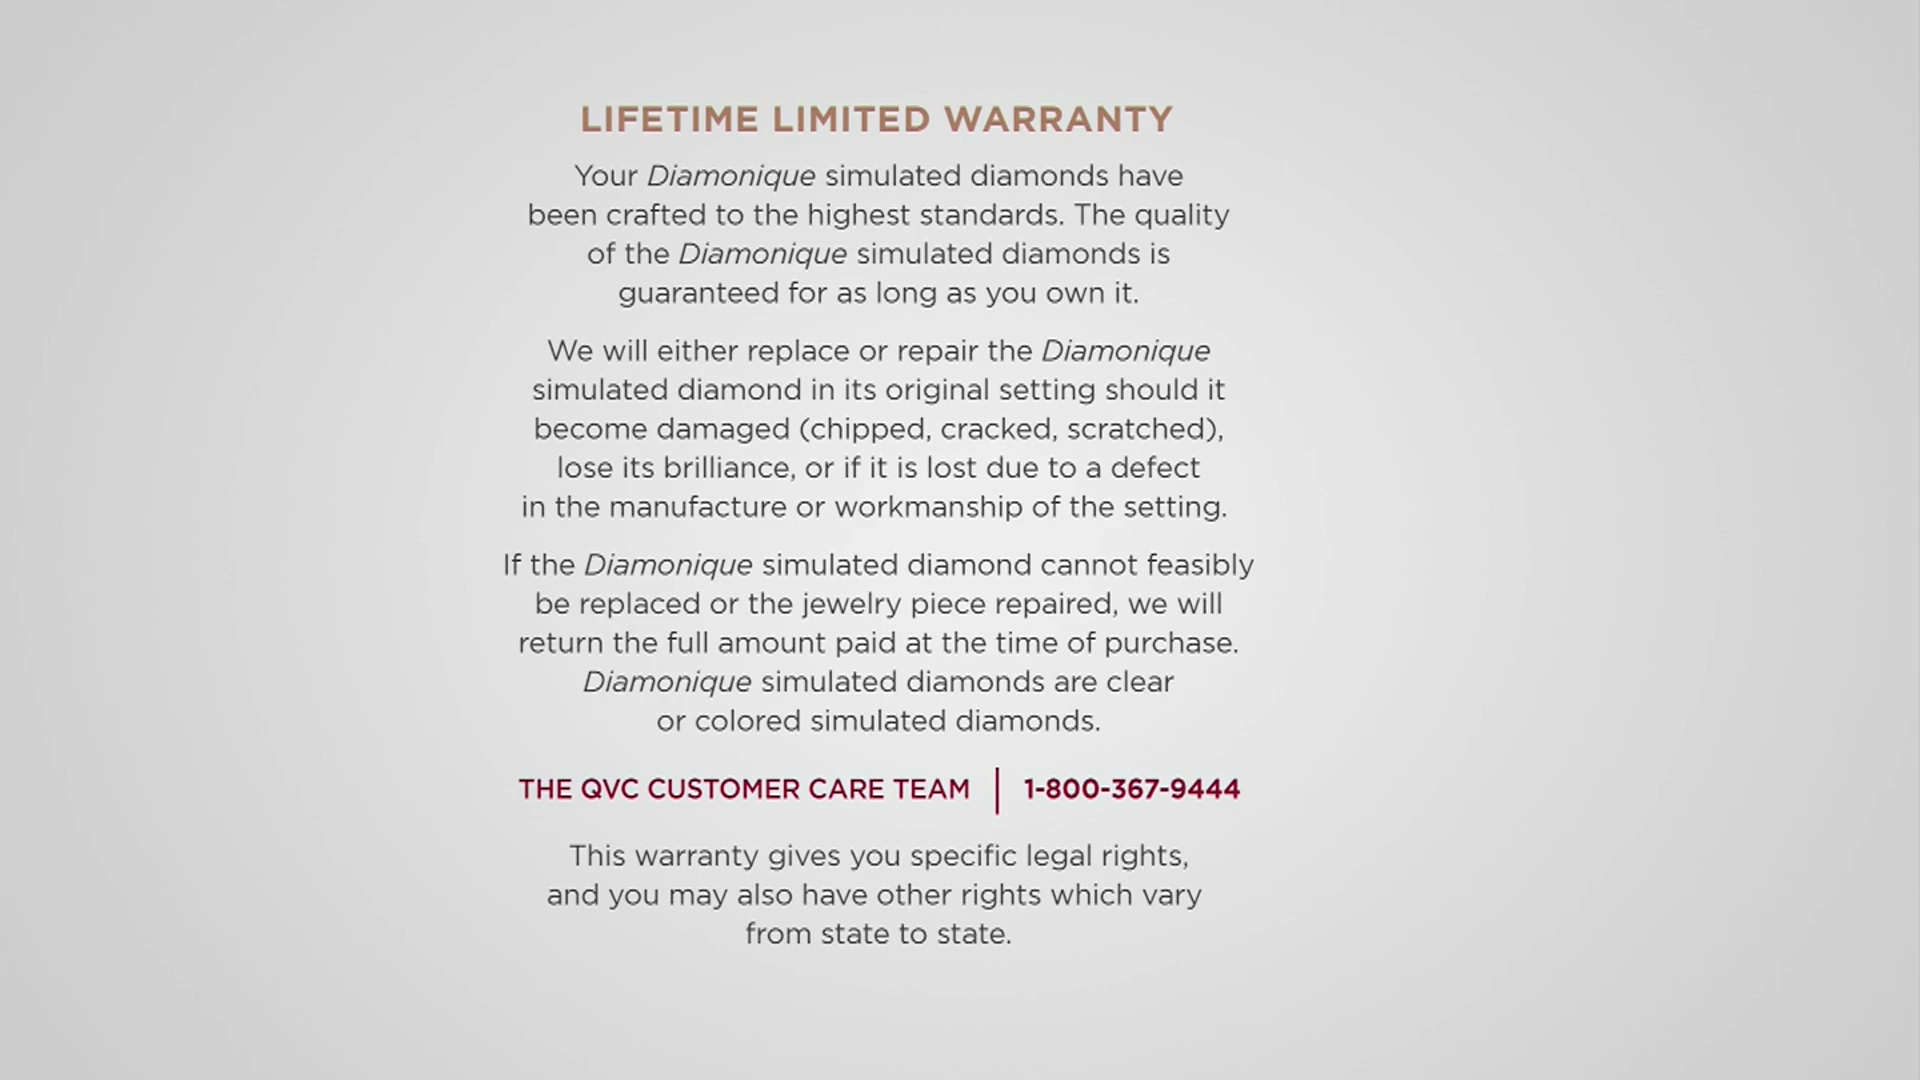 LIFETIME LIMITED WARRANTY
Your Diamonique simulated diamonds have
been crafted to the highest standards. The quality
of the Diamonique simulated diamonds is
guaranteed for as long as you own it.
We will either replace or repair the Diamonique
simulated diamond in its original setting should it
become damaged (chipped, cracked, scratched),
lose its brilliance, or if it is lost due to a defect
in the manufacture or workmanship of the setting.
If the Diamonique simulated diamond cannot feasibly
be replaced or the jewelry piece repaired, we will
return the full amount paid at the time of purchase.
Diamonique simulated diamonds are clear
or colored simulated diamonds.
THE QVC CUSTOMER CARE TEAM | 1-800-367-9444
This warranty gives you specific legal rights,
and you may also have other rights which vary
from state to state.